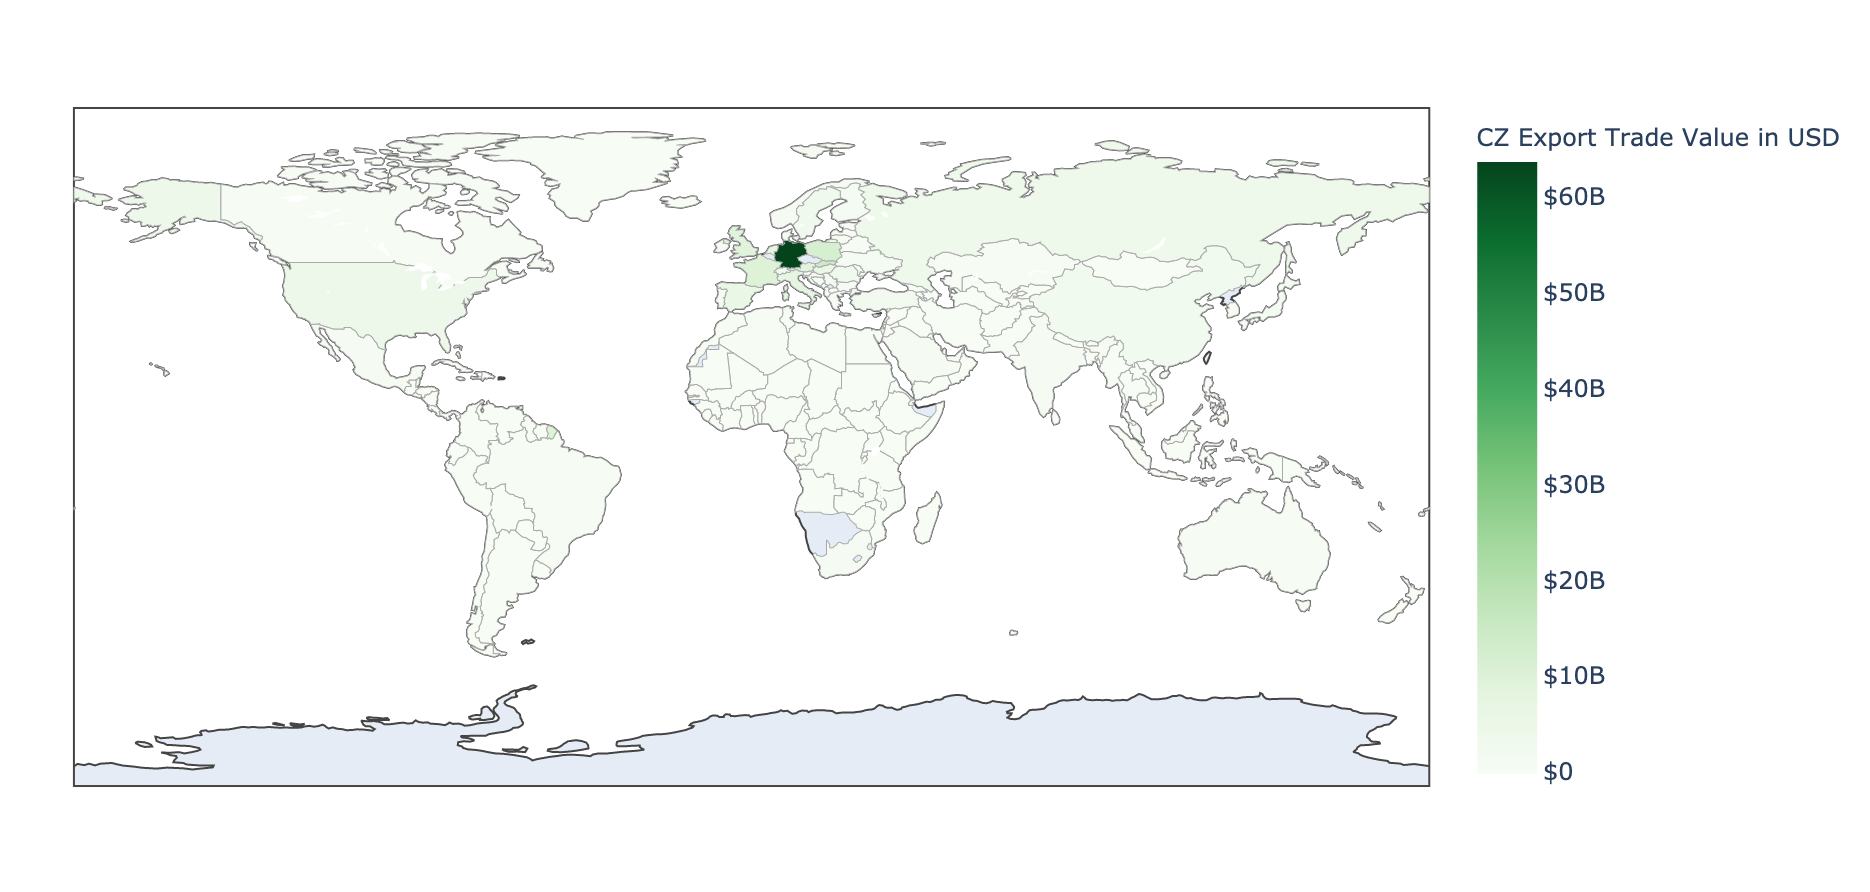 CZ Export Trade Value in USD
$60B
$50B
$40B
$30B
$20B
$10B
$0